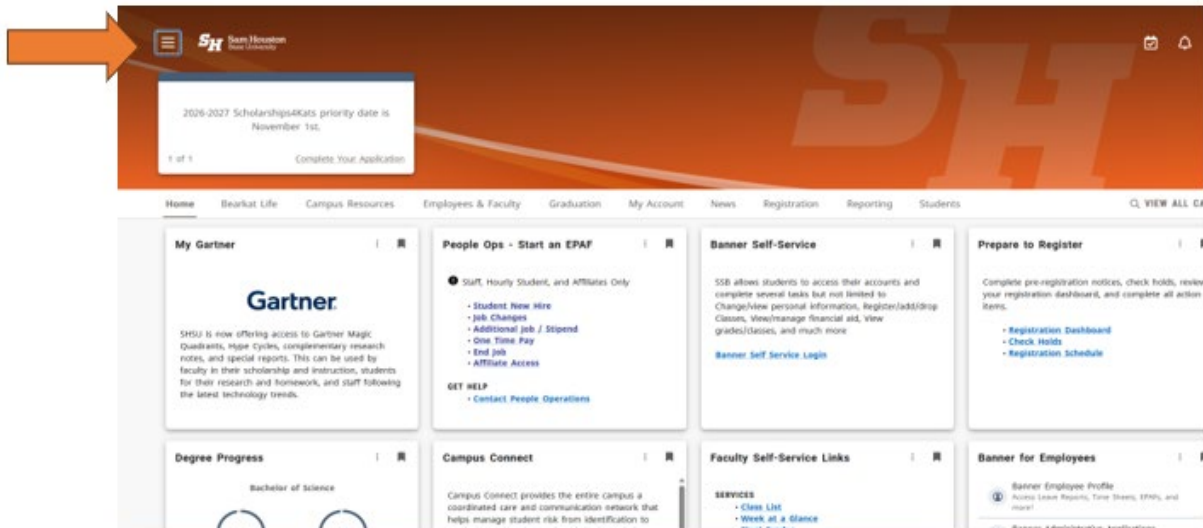 SH Sam Houston
State University
2026-2027 Scholarships4Kats priority date is
November 1st.
1 of 1 Complete Your Application
SH
Home Bearkat Life Campus Resources Employees & Faculty Graduation My Account News Registration Reporting Students VIEW ALL CA
My Gartner
Gartner
SHSU is now offering access to Gartner Magic
Quadrants, Hype Cycles, complementary research
notes, and special reports. This can be used by
faculty in their scholarship and instruction, students
for their research and homework, and staff following
the latest technology trends.
People Ops - Start an EPAF
Staff, Hourly Student, and Affiliates Only
• Student New Hire
• Job Changes
• Additional Job / Stipend
• One Time Pay
• End Job
• Affiliate Access
GET HELP
• Contact People Operations
Banner Self-Service
SSB allows students to access their accounts and
complete several tasks but not limited to
Change/view personal information, Register/add/drop
Classes, View/manage financial aid, View
grades/classes, and much more
Banner Self Service Login
Prepare to Register
Complete pre-registration notices, check holds, review
your registration dashboard, and complete all action
items.
• Registration Dashboard
• Check Holds
• Registration Schedule
Degree Progress
Bachelor of Science
Campus Connect
Campus Connect provides the entire campus a
coordinated care and communication network that
helps manage student risk from identification to
Faculty Self-Service Links
SERVICES
• Class List
• Week at a Glance
Banner for Employees
Banner Employee Profile
Access Leave Reports, Time Sheets, EPAFs, and
more!